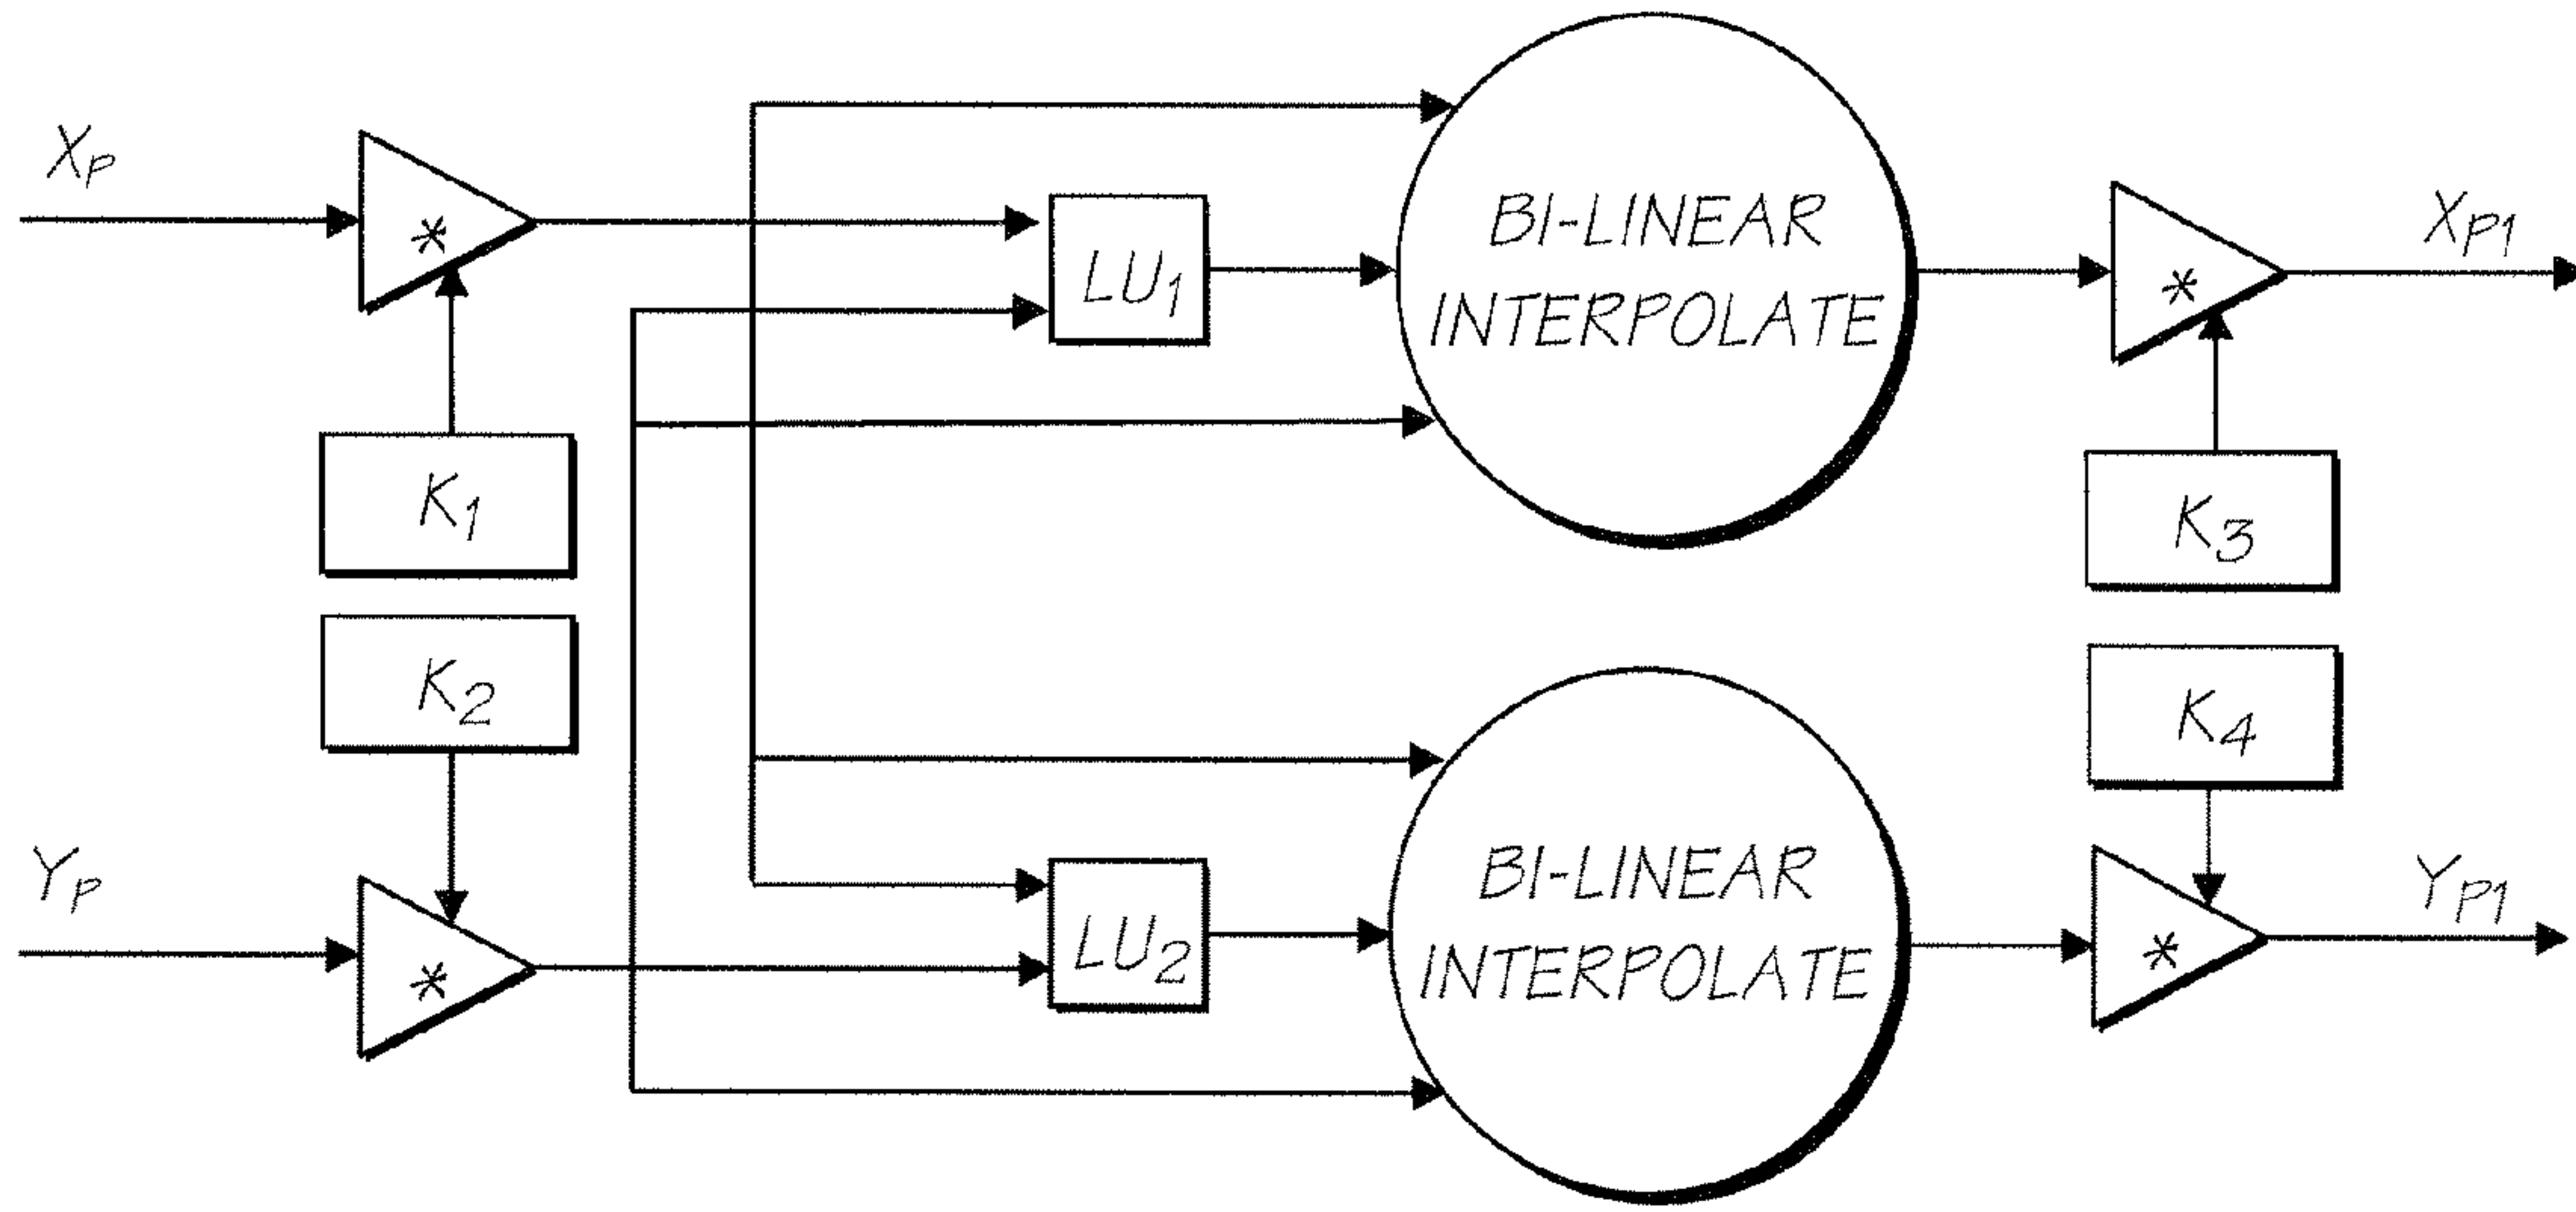 XP
*
K1
K2
YP
*
LU1
LU2
BI-LINEAR
INTERPOLATE
BI-LINEAR
INTERPOLATE
*
XP1
K3
K4
*
YP1